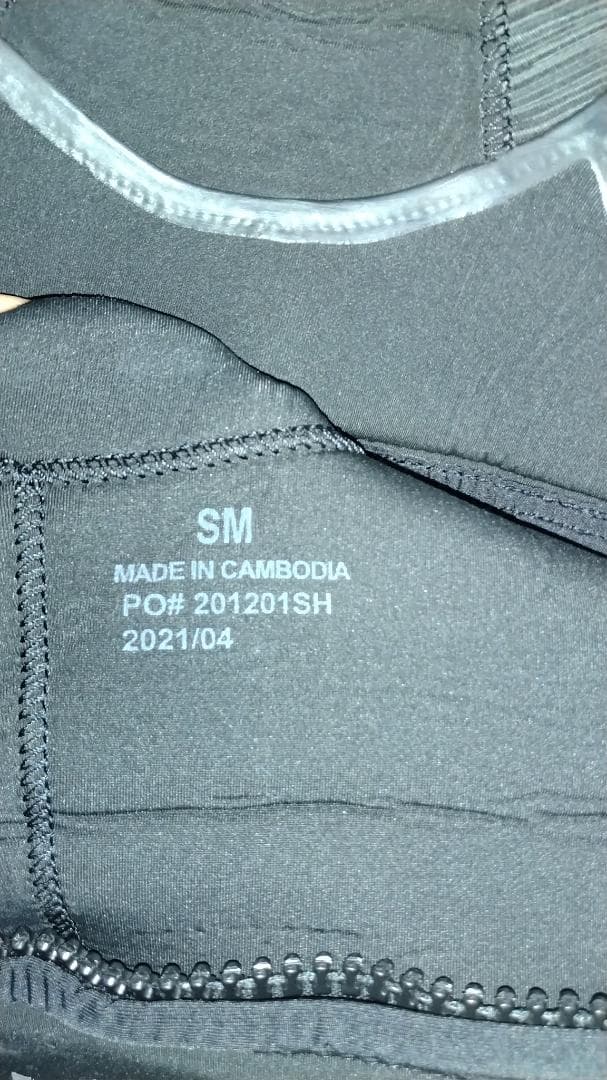 SM
MADE IN CAMBODIA
PO# 201201SH
2021/04